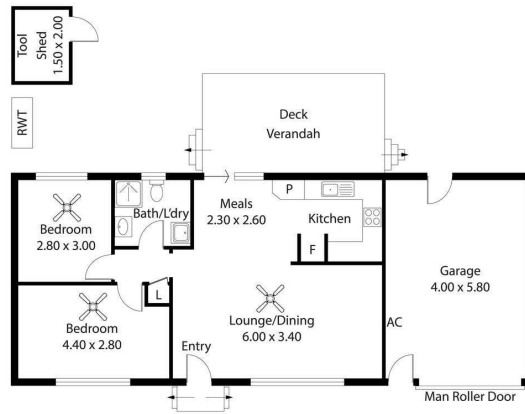 Tool
Shed
1.50 x 2.00
RWT
Deck
Verandah
Bedroom
2.80 x 3.00
Bath/L'dry
Meals
2.30 x 2.60
P
Kitchen
F
Garage
4.00 x 5.80
L
Bedroom
4.40 x 2.80
Lounge/Dining
6.00 x 3.40
AC
Entry
Man Roller Door